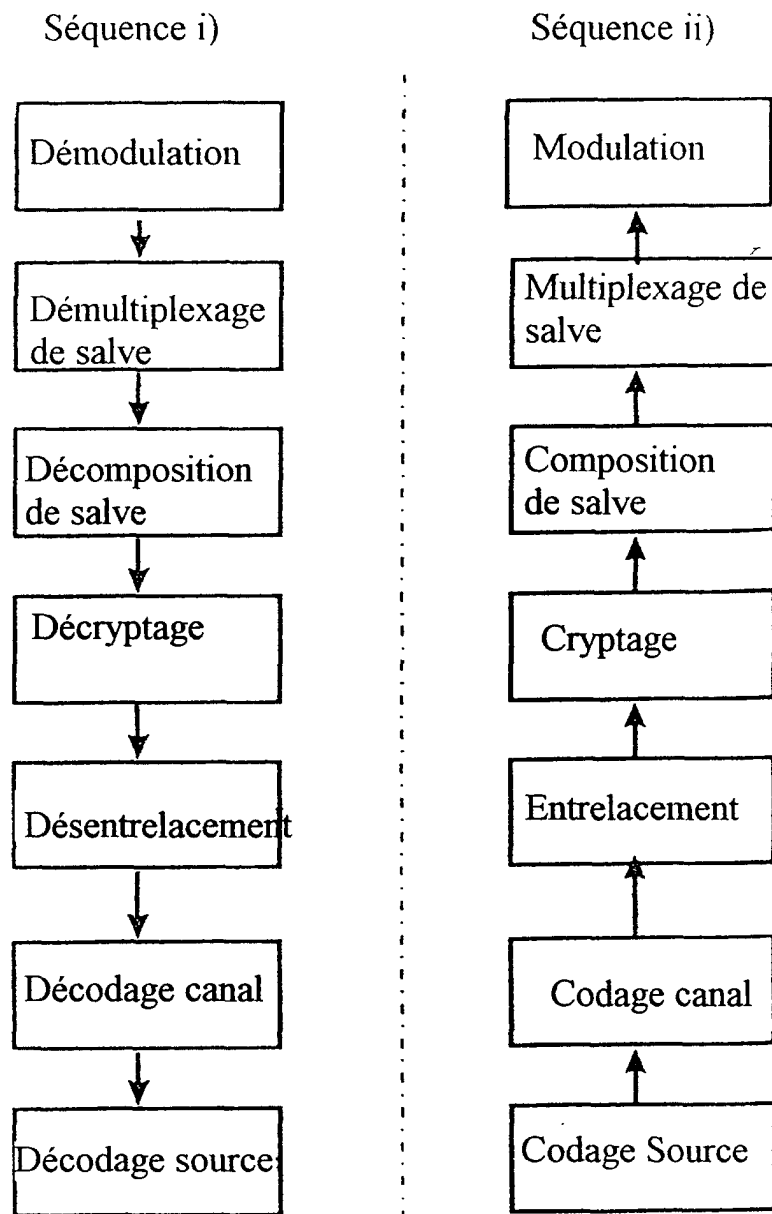 Séquence i)
Démodulation
Démultiplexage
de salve
Décomposition
de salve
Décryptage
Désentrelacement
Décodage canal
Décodage source
Séquence ii)
Modulation
Multiplexage de
salve
Composition
de salve
Cryptage
Entrelacement
Codage canal
Codage Source